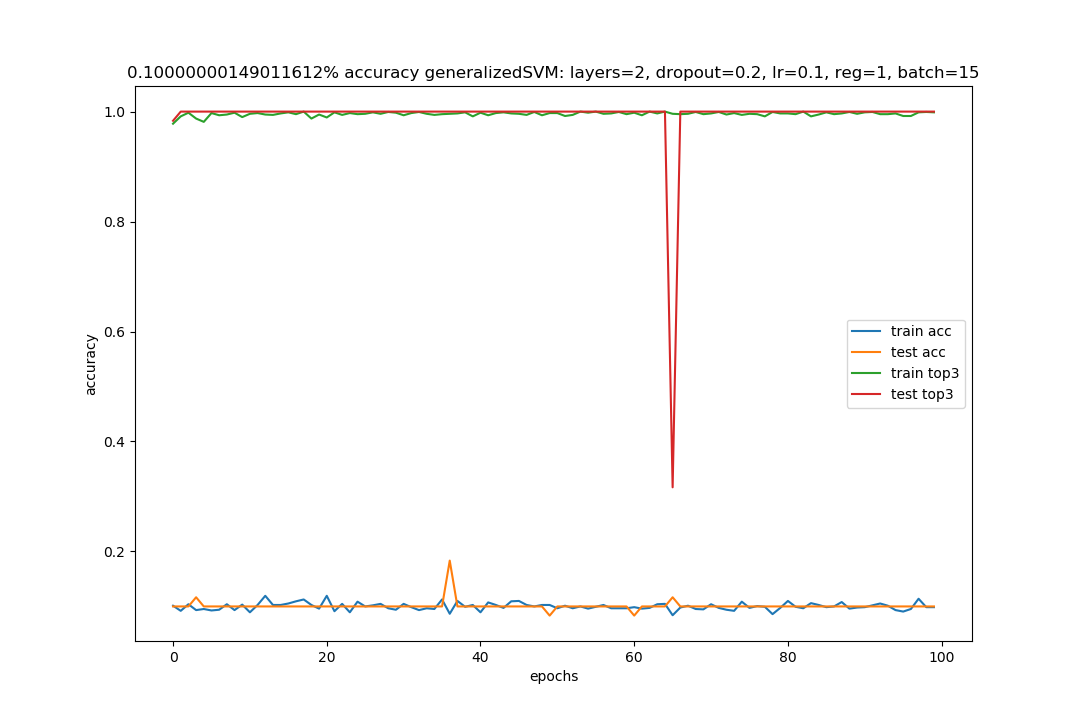 0.10000000149011612% accuracy generalizedSVM: layers=2, dropout=0.2, lr=0.1, reg=1, batch=15
1.0
0.8
0.6
0.4
0.2
accuracy
train acc
test acc
train top3
test top3
0
20
40
60
80
100
epochs